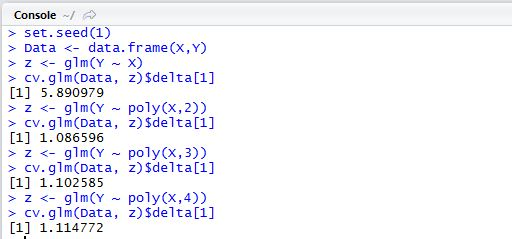 Console ~/
> set.seed(1)
> Data <- data.frame(X,Y)
> z <- glm(Y ~ X)
> cv.glm(Data, z)$delta[1]
[1] 5.890979
> z <- glm(Y ~ poly(X,2))
> cv.glm(Data, z)$delta[1]
[1] 1.086596
> z <- glm(Y ~ poly(X,3))
> cv.glm(Data, z)$delta[1]
[1] 1.102585
> z <- glm(Y ~ poly(X,4))
> cv.glm(Data, z)$delta[1]
[1] 1.114772